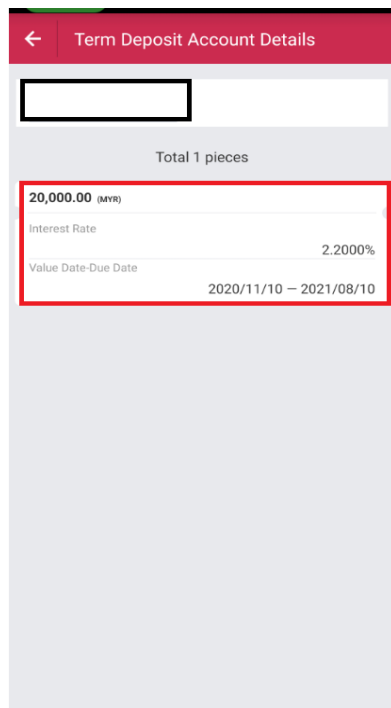 Term Deposit Account Details
Total 1 pieces
20,000.00 (MYR)
Interest Rate
2.2000%
Value Date-Due Date
2020/11/10 — 2021/08/10